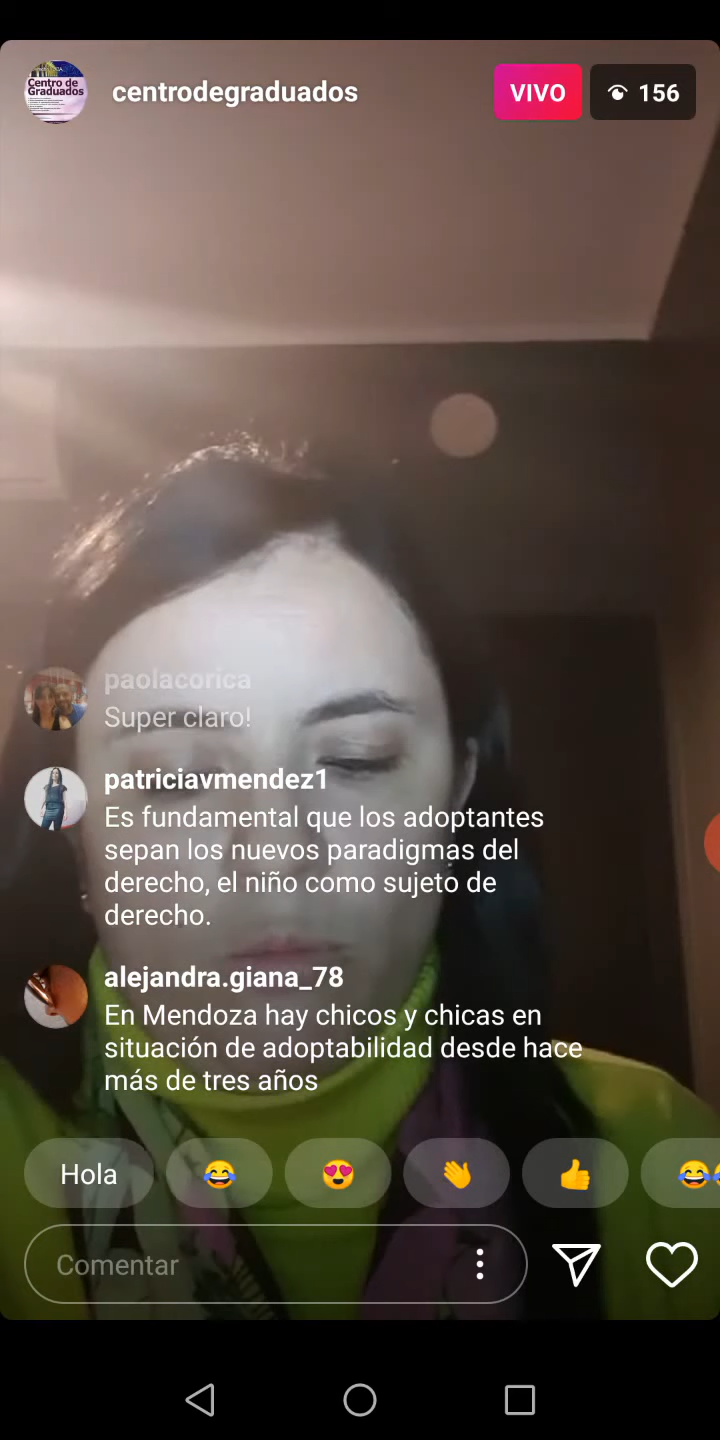 Centro de
Graduados
centrodegraduados
VIVO
156
paolacorica
Super claro!
patriciavmendez1
Es fundamental que los adoptantes
sepan los nuevos paradigmas del
derecho, el niño como sujeto de
derecho.
alejandra.giana_78
En Mendoza hay chicos y chicas en
situación de adoptabilidad desde hace
más de tres años
Hola
Comentar